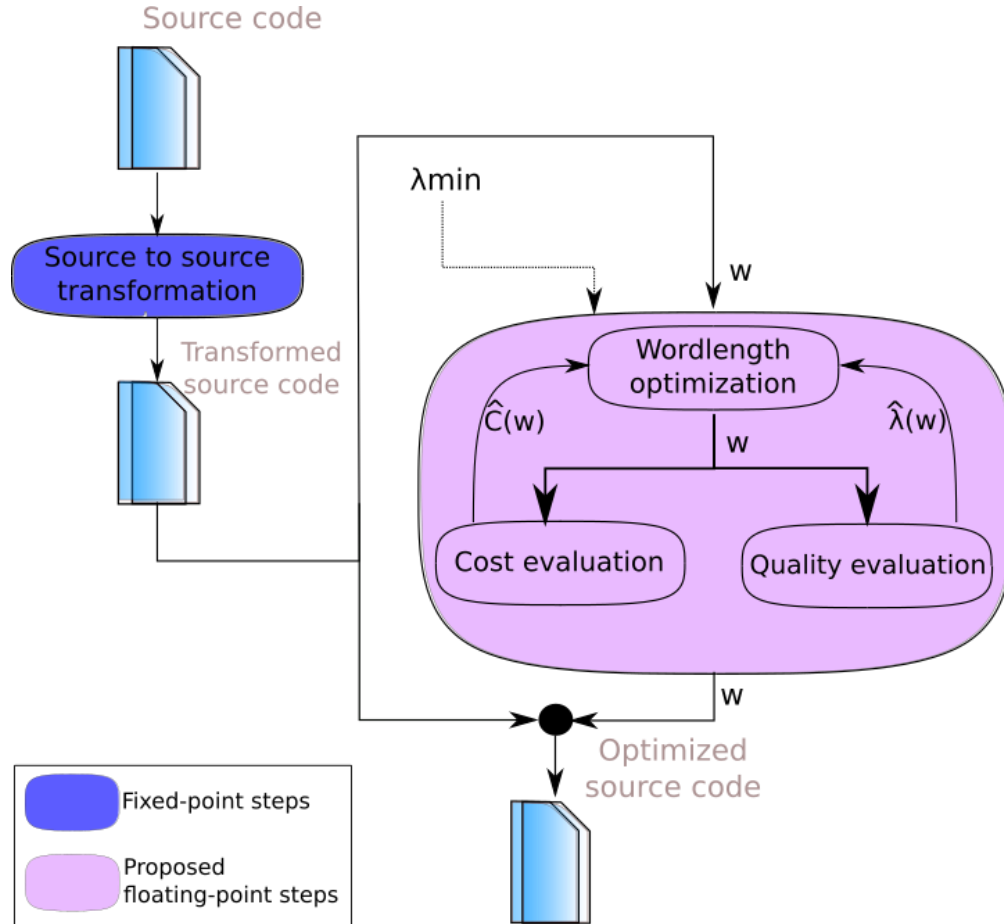 Source code
Source to source
transformation
Transformed
source code
λmin
w
Wordlength
optimization
Ĉ(w)
λ̂(w)
w
Cost evaluation
Quality evaluation
w
Optimized
source code
Fixed-point steps
Proposed
floating-point steps